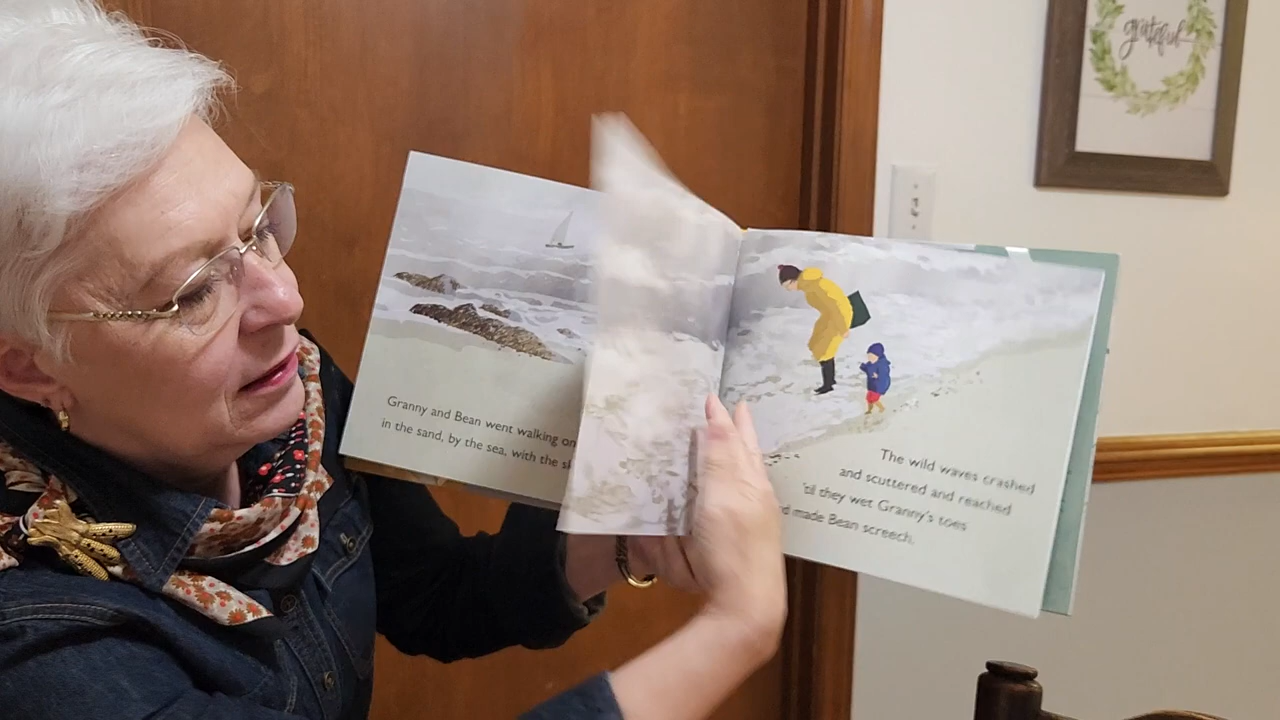 grateful
Granny and Bean went walking on
in the sand, by the sea, with the
The wild waves crashed
and scuttered and reached
'til they wet Granny's toes
made Bean screech.